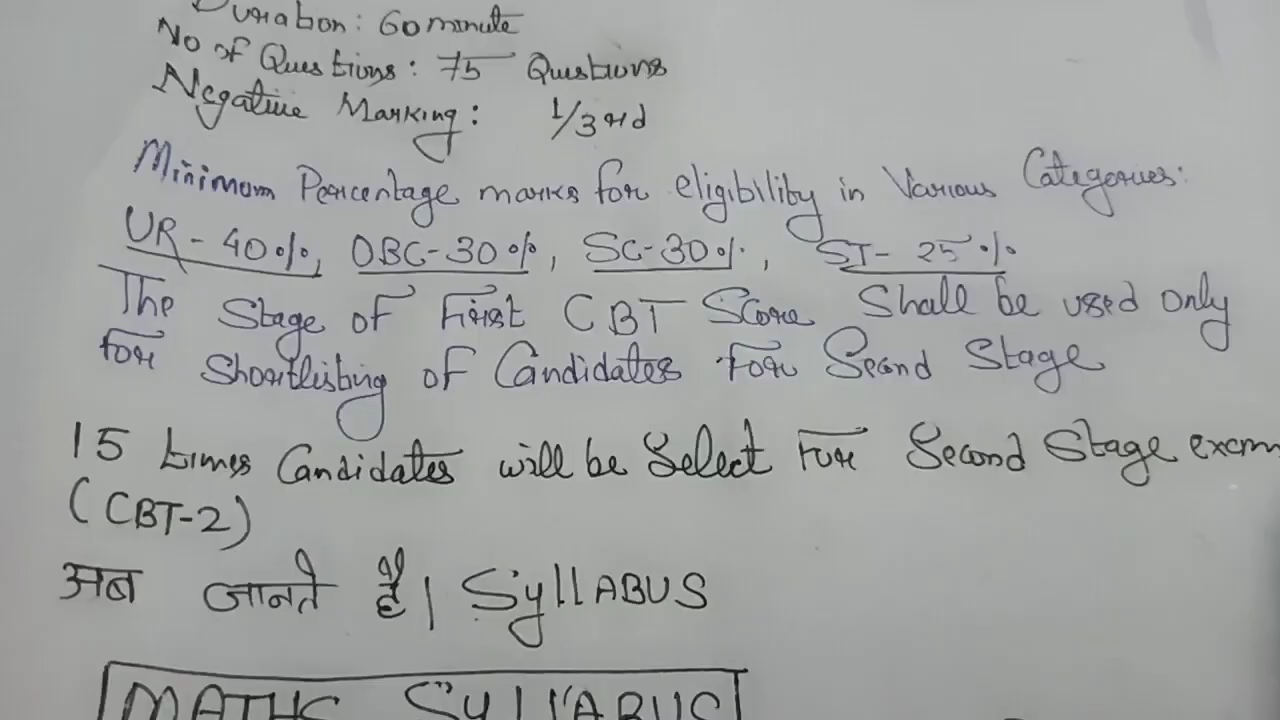 Duration: 60 minute
No of Questions: 75 Questions
Negative Marking: 1/3rd
Minimum Percentage marks for eligibility in Various Categories:
UR - 40%, OBC - 30%, SC - 30%, ST - 25%
The Stage of First CBT Score Shall be used only
For Shortlisting of Candidates For Second Stage
15 times Candidates will be Select For Second Stage exam
(CBT-2)
अब जानते है। SyllABUS
MATHS SyllABUS